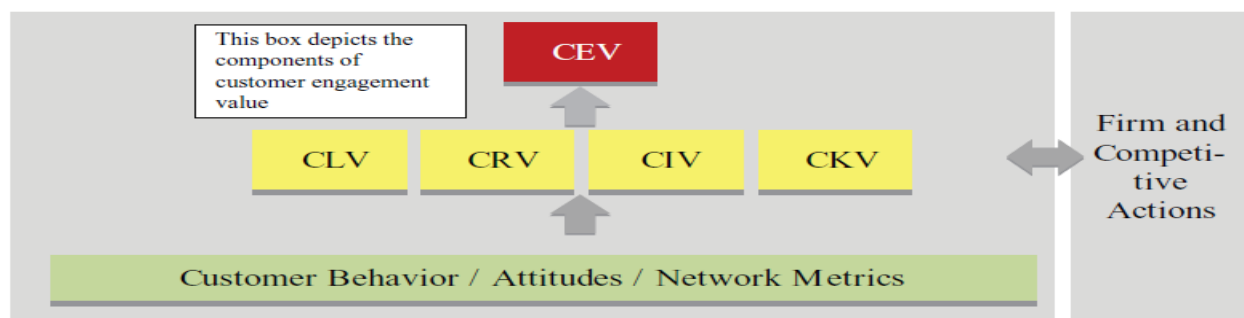 This box depicts the
components of
customer engagement
value
CEV
CLV CRV CIV CKV
Customer Behavior / Attitudes / Network Metrics
Firm and
Competi-
tive
Actions